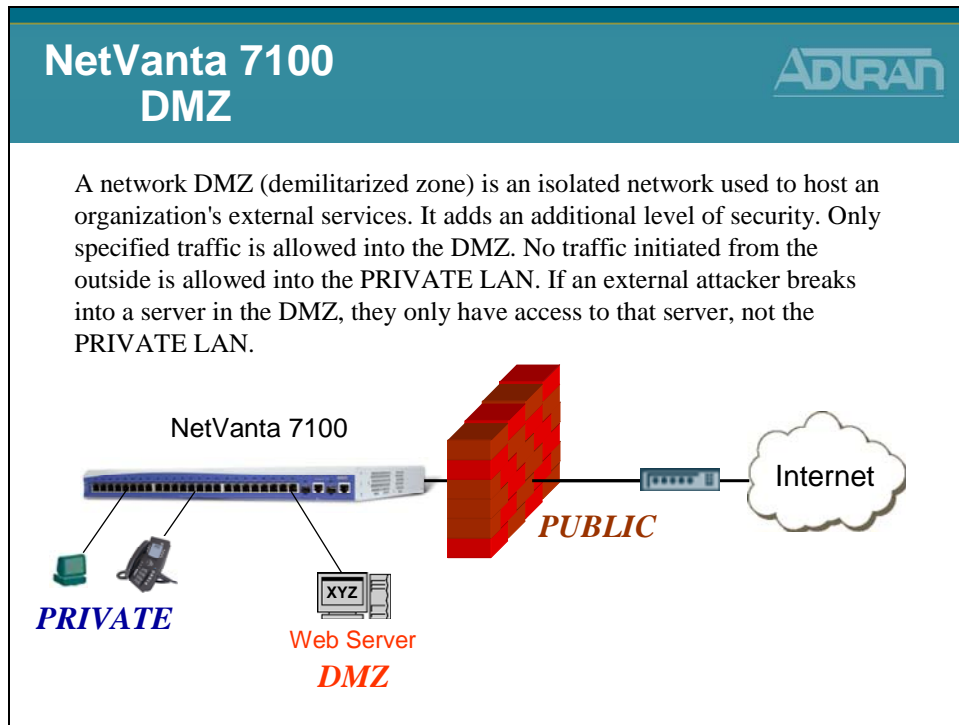 NetVanta 7100
DMZ
ADTRAN
A network DMZ (demilitarized zone) is an isolated network used to host an
organization's external services. It adds an additional level of security. Only
specified traffic is allowed into the DMZ. No traffic initiated from the
outside is allowed into the PRIVATE LAN. If an external attacker breaks
into a server in the DMZ, they only have access to that server, not the
PRIVATE LAN.
NetVanta 7100
Internet
PUBLIC
XYZ
PRIVATE
Web Server
DMZ